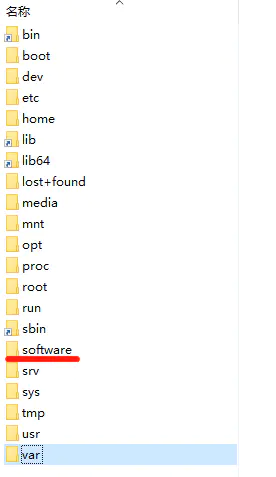 名称
bin
boot
dev
etc
home
lib
lib64
lost+found
media
mnt
opt
proc
root
run
sbin
software
srv
sys
tmp
usr
var